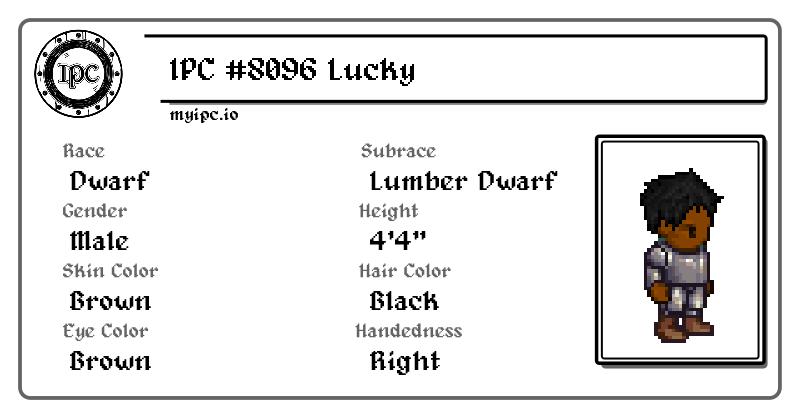 IPC
IPC #8096 Lucky
myipc.io
Race
Subrace
Dwarf
Lumber Dwarf
Gender
Height
Male
4'4"
Skin Color
Hair Color
Brown
Black
Eye Color
Handedness
Brown
Right